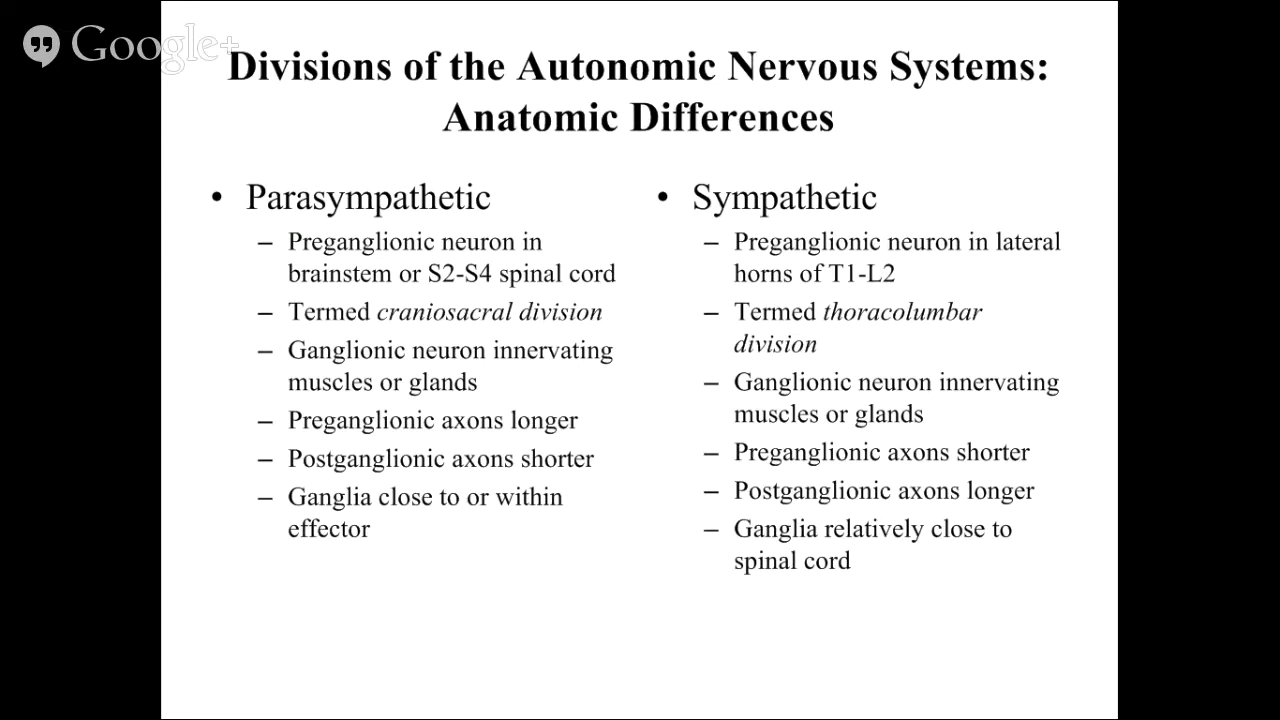 Google+
Divisions of the Autonomic Nervous Systems:
Anatomic Differences
• Parasympathetic
– Preganglionic neuron in
brainstem or S2-S4 spinal cord
– Termed craniosacral division
– Ganglionic neuron innervating
muscles or glands
– Preganglionic axons longer
– Postganglionic axons shorter
– Ganglia close to or within
effector
• Sympathetic
– Preganglionic neuron in lateral
horns of T1-L2
– Termed thoracolumbar
division
– Ganglionic neuron innervating
muscles or glands
– Preganglionic axons shorter
– Postganglionic axons longer
– Ganglia relatively close to
spinal cord